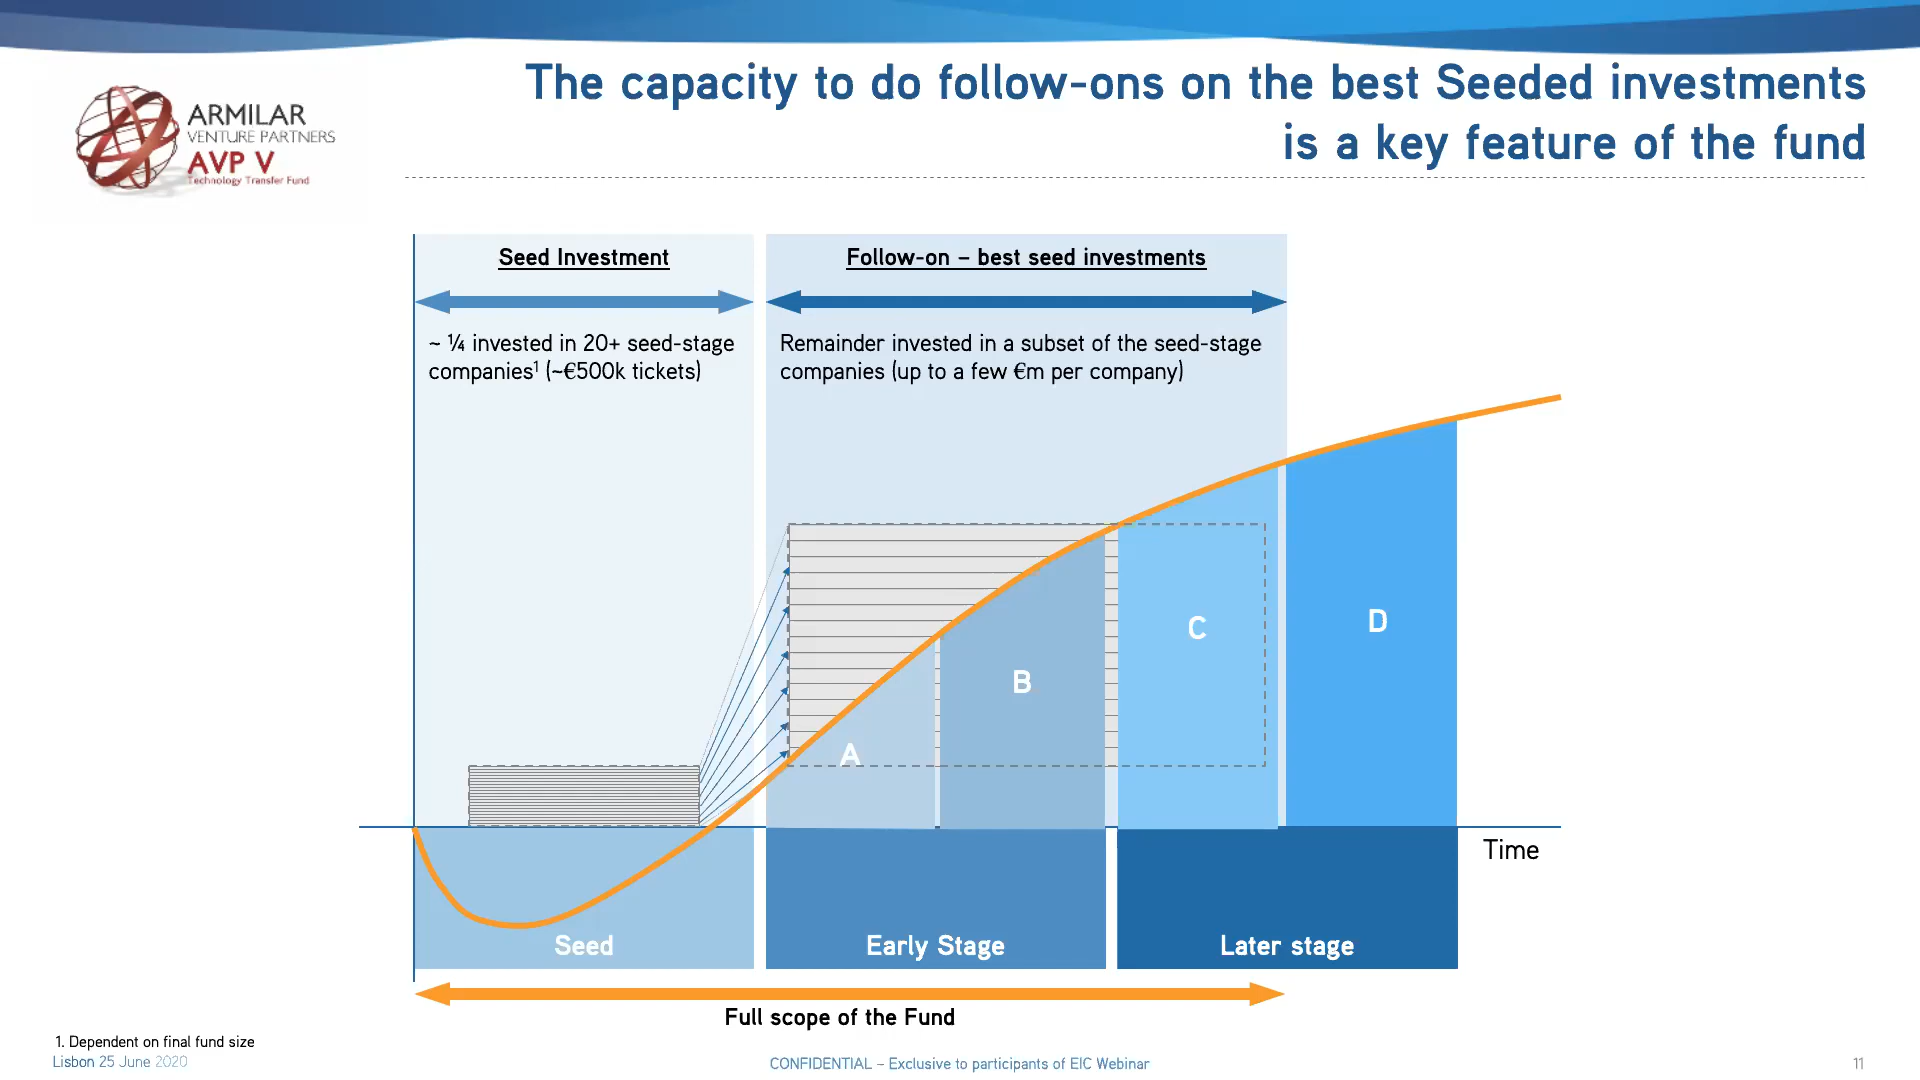 The capacity to do follow-ons on the best Seeded investments
is a key feature of the fund
ARMILAR
VENTURE PARTNERS
AVP V
Technology Transfer Fund
Seed Investment
~ ¼ invested in 20+ seed-stage
companies¹ (~€500k tickets)
Follow-on – best seed investments
Remainder invested in a subset of the seed-stage
companies (up to a few €m per company)
A
B
C
D
Time
Seed
Early Stage
Later stage
Full scope of the Fund
1. Dependent on final fund size
Lisbon 25 June 2020
CONFIDENTIAL – Exclusive to participants of EIC Webinar
11